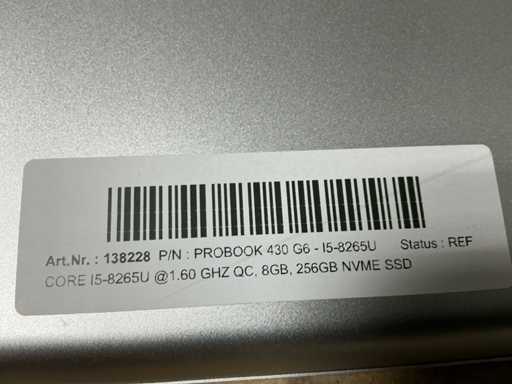 Art.Nr. : 138228 P/N : PROBOOK 430 G6 - I5-8265U Status : REF
CORE I5-8265U @1.60 GHZ QC, 8GB, 256GB NVME SSD